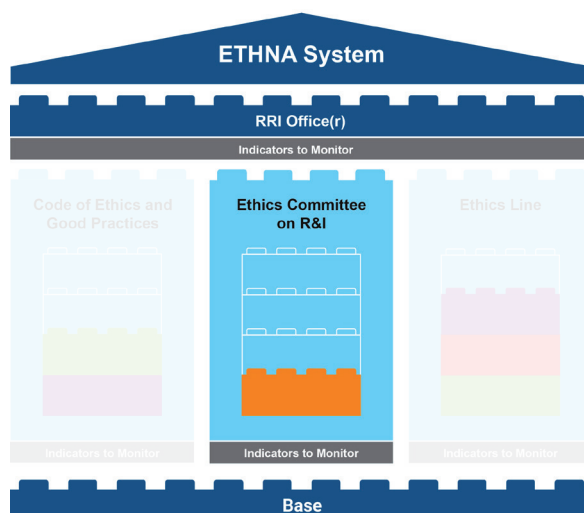 ETHNA System
RRI Office(r)
Indicators to Monitor
Code of Ethics and
Good Practices
Indicators to Monitor
Ethics Committee
on R&I
Indicators to Monitor
Ethics Line
Indicators to Monitor
Base